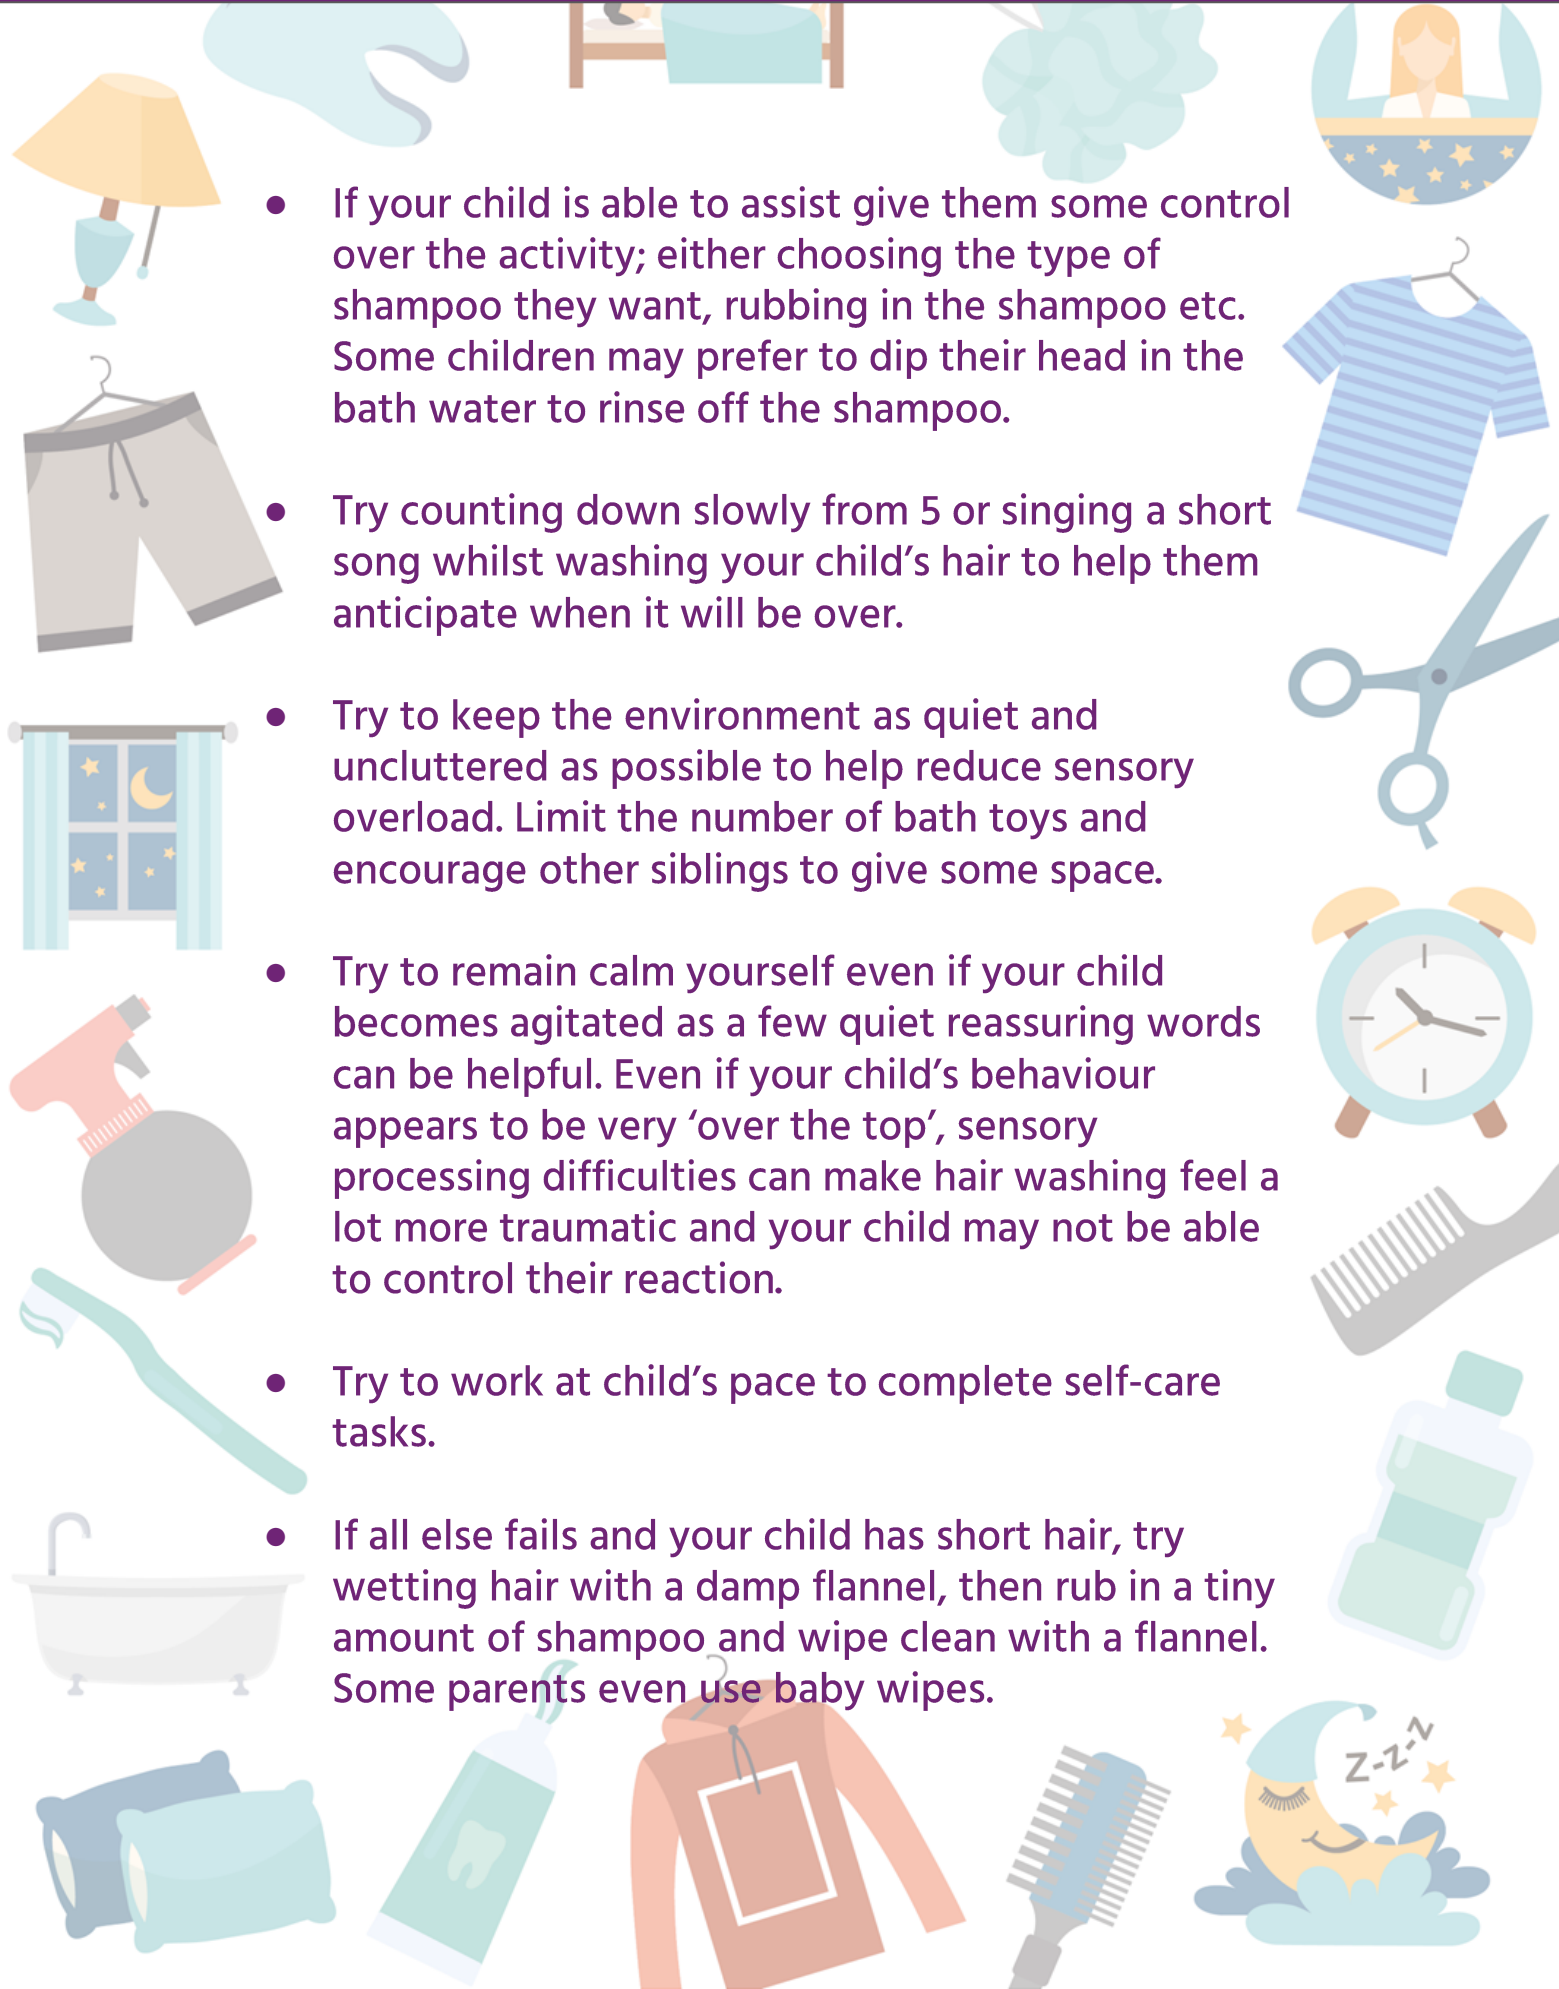 • If your child is able to assist give them some control
over the activity; either choosing the type of
shampoo they want, rubbing in the shampoo etc.
Some children may prefer to dip their head in the
bath water to rinse off the shampoo.
• Try counting down slowly from 5 or singing a short
song whilst washing your child’s hair to help them
anticipate when it will be over.
• Try to keep the environment as quiet and
uncluttered as possible to help reduce sensory
overload. Limit the number of bath toys and
encourage other siblings to give some space.
• Try to remain calm yourself even if your child
becomes agitated as a few quiet reassuring words
can be helpful. Even if your child’s behaviour
appears to be very ‘over the top’, sensory
processing difficulties can make hair washing feel a
lot more traumatic and your child may not be able
to control their reaction.
• Try to work at child’s pace to complete self-care
tasks.
• If all else fails and your child has short hair, try
wetting hair with a damp flannel, then rub in a tiny
amount of shampoo and wipe clean with a flannel.
Some parents even use baby wipes.
Z-Z-Z